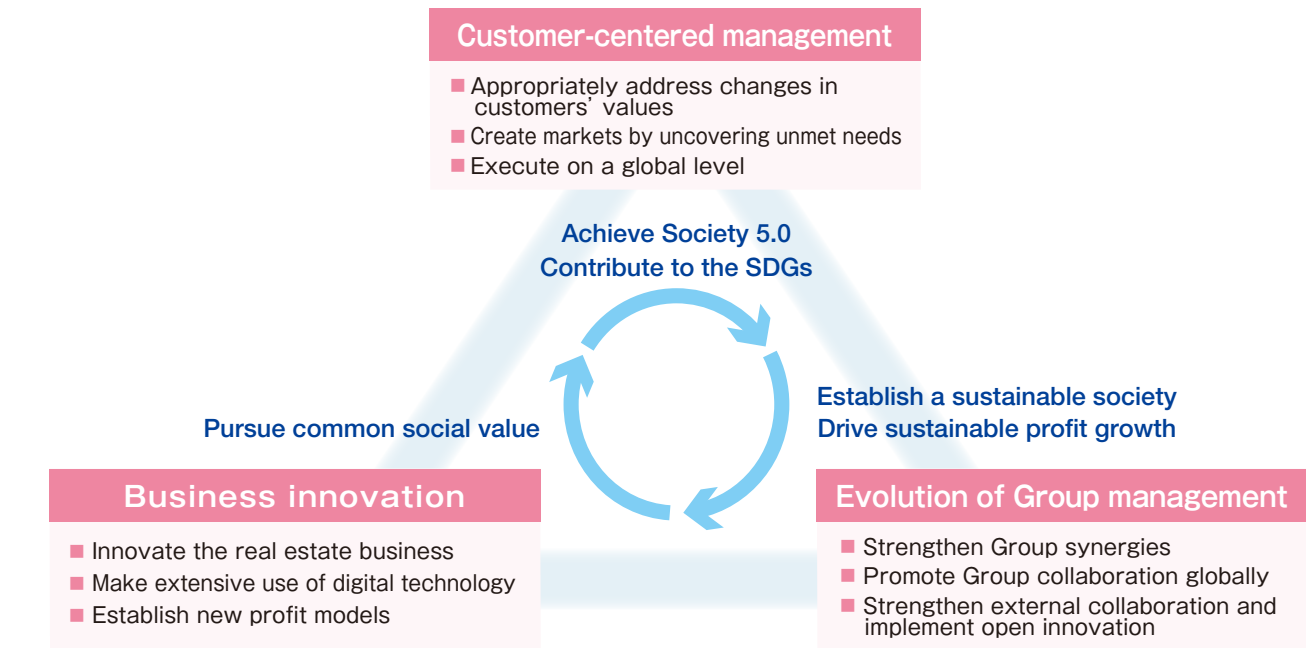 Customer-centered management
■ Appropriately address changes in
customers’ values
■ Create markets by uncovering unmet needs
■ Execute on a global level
Achieve Society 5.0
Contribute to the SDGs
Pursue common social value
Establish a sustainable society
Drive sustainable profit growth
Business innovation
■ Innovate the real estate business
■ Make extensive use of digital technology
■ Establish new profit models
Evolution of Group management
■ Strengthen Group synergies
■ Promote Group collaboration globally
■ Strengthen external collaboration and
implement open innovation